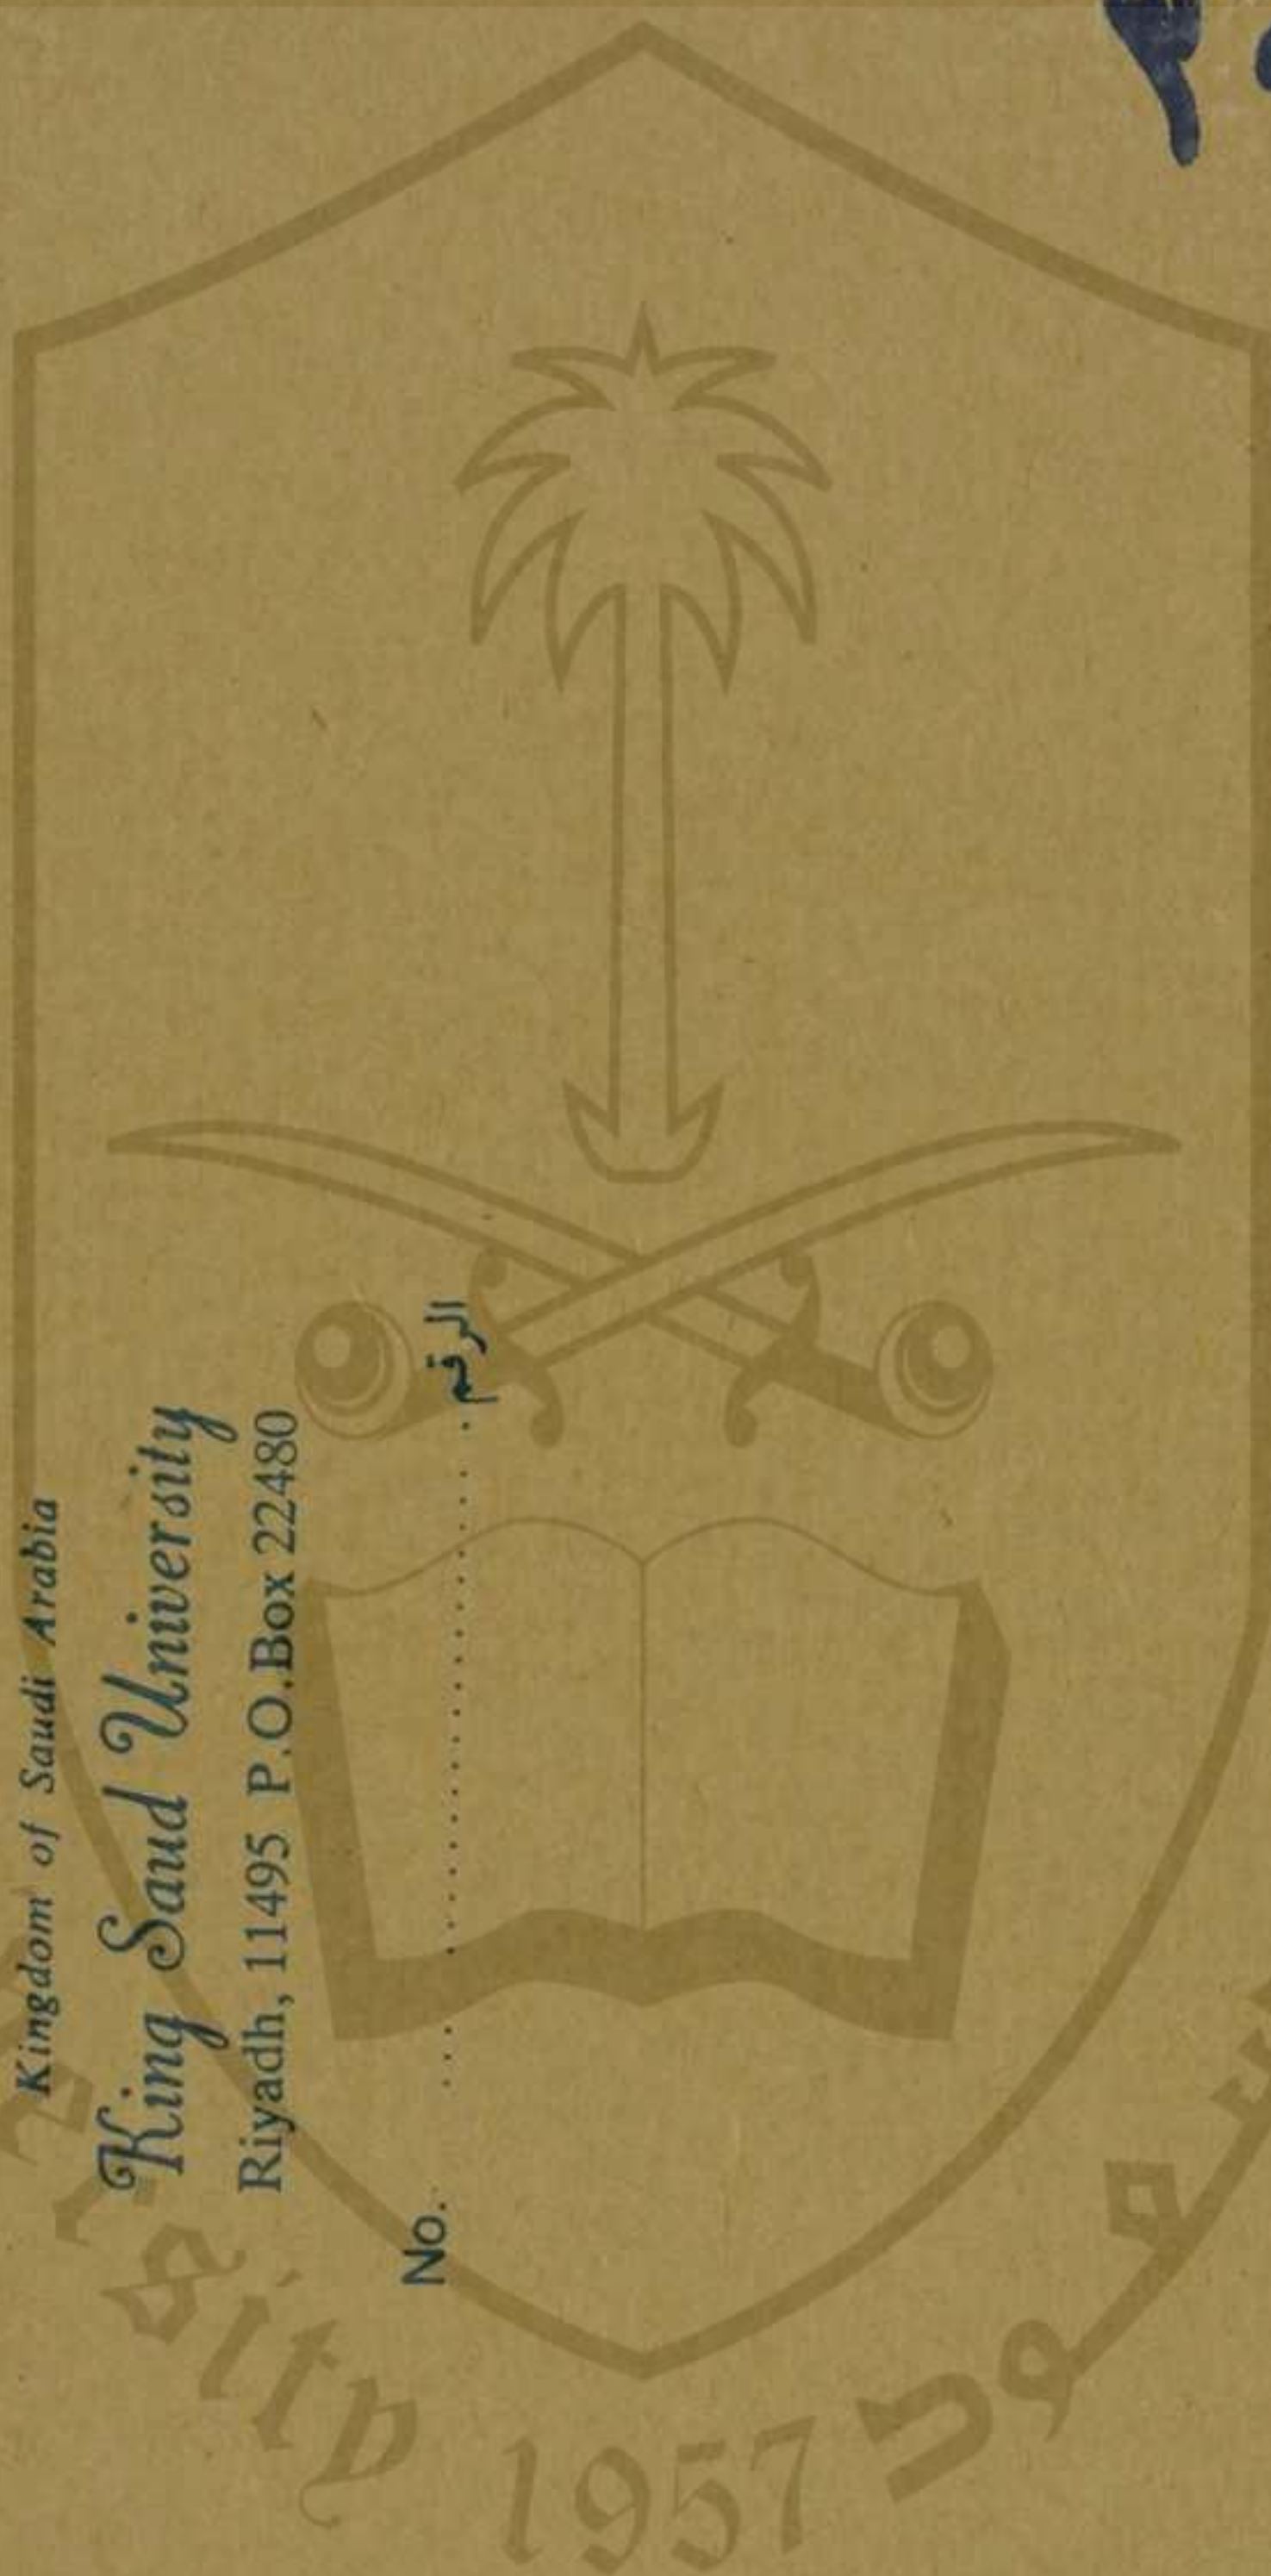 Kingdom of Saudi Arabia
King Saud University
Riyadh, 11495 P.O.Box 22480
No. .............................. الرقم
1957